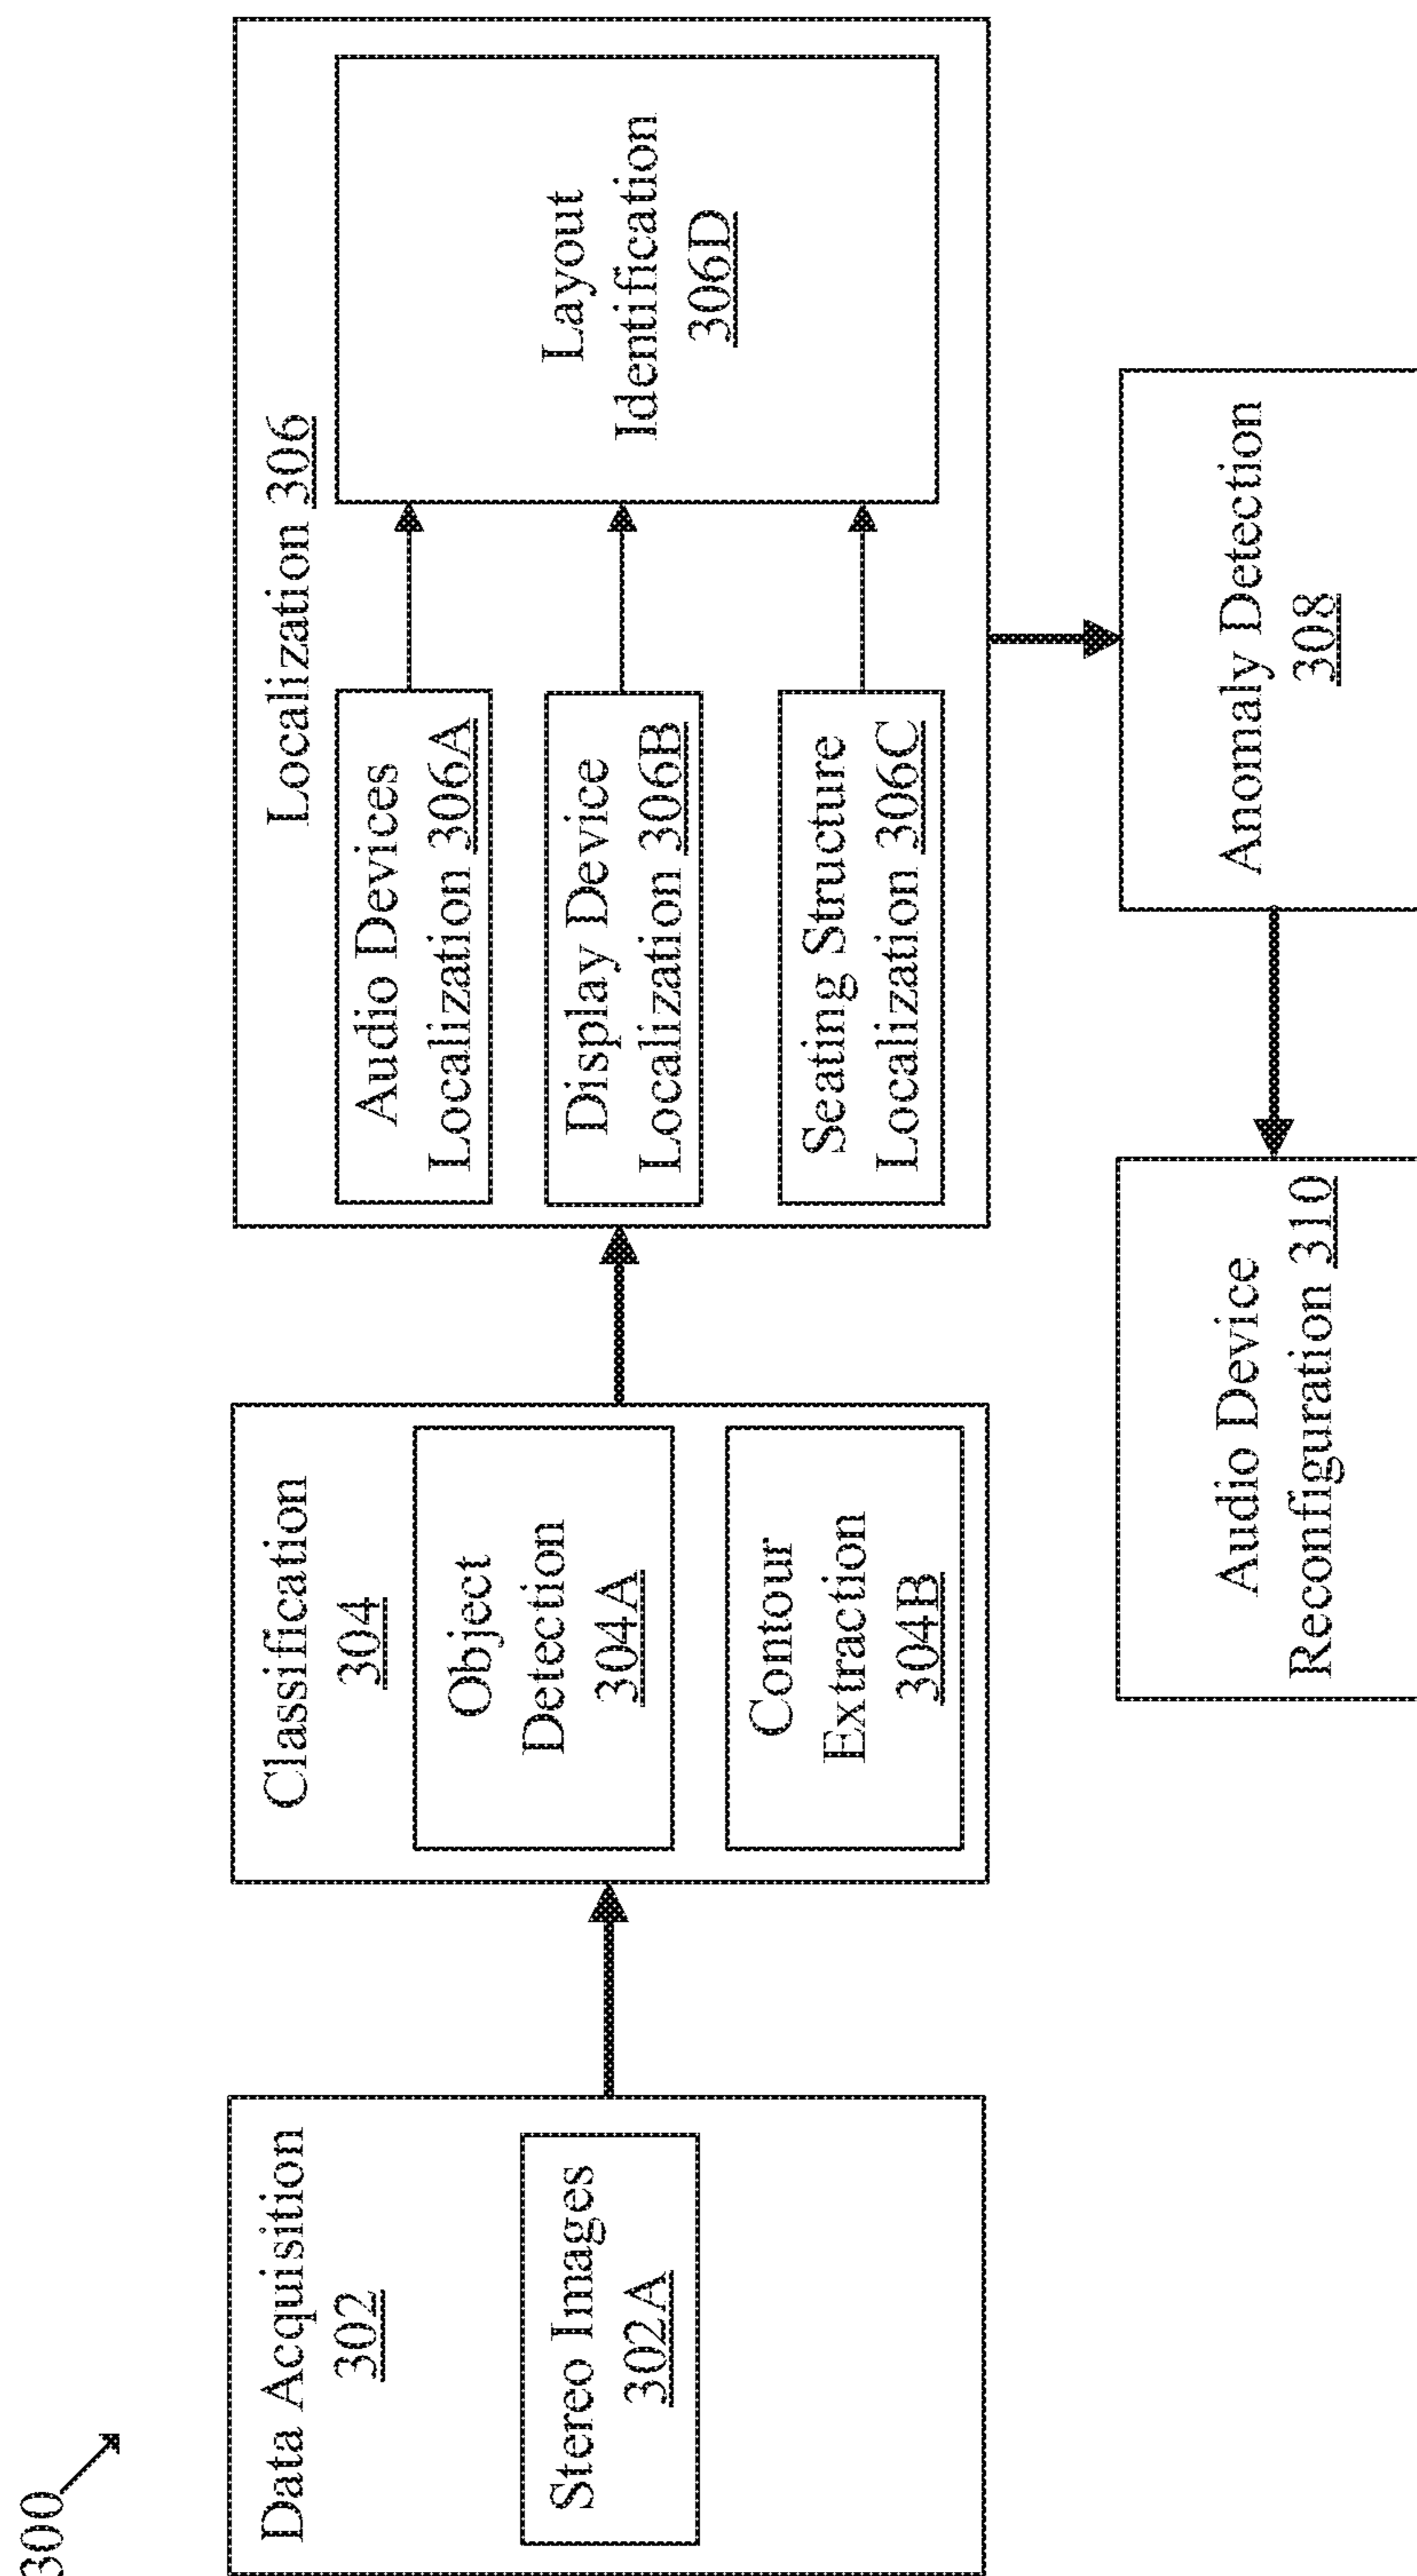 300
Data Acquisition
302
Stereo Images
302A
Classification
304
Object
Detection
304A
Contour
Extraction
304B
Localization 306
Audio Devices
Localization 306A
Display Device
Localization 306B
Seating Structure
Localization 306C
Layout
Identification
306D
Anomaly Detection
308
Audio Device
Reconfiguration 310